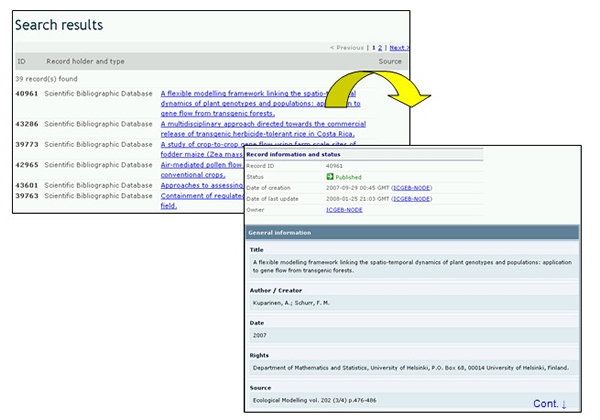 Search results
< Previous | 1 2 | Next >
ID Record holder and type Source
39 record(s) found
40961 Scientific Bibliographic Database A flexible modelling framework linking the spatio-temporal
dynamics of plant genotypes and populations: application to
gene flow from transgenic forests.
43286 Scientific Bibliographic Database A multidisciplinary approach directed towards the commercial
release of transgenic herbicide-tolerant rice in Costa Rica.
39773 Scientific Bibliographic Database A study of crop-to-crop gene flow using farm scale sites of
fodder maize (Zea mays
42965 Scientific Bibliographic Database Air-mediated pollen flow
conventional crops.
43601 Scientific Bibliographic Database Approaches to assessing
39763 Scientific Bibliographic Database Containment of regulated
field.
Record information and status
Record ID 40961
Status Published
Date of creation 2007-09-29 00:45 GMT (ICGEB-NODE)
Date of last update 2008-01-25 21:03 GMT (ICGEB-NODE)
Owner ICGEB-NODE
General information
Title
A flexible modelling framework linking the spatio-temporal dynamics of plant genotypes and populations: application
to gene flow from transgenic forests.
Author / Creator
Kuparinen, A.; Schurr, F. M.
Date
2007
Rights
Department of Mathematics and Statistics, University of Helsinki, P.O. Box 68, 00014 University of Helsinki, Finland.
Source
Ecological Modelling vol. 202 (3/4) p.476-486
Cont. ↓